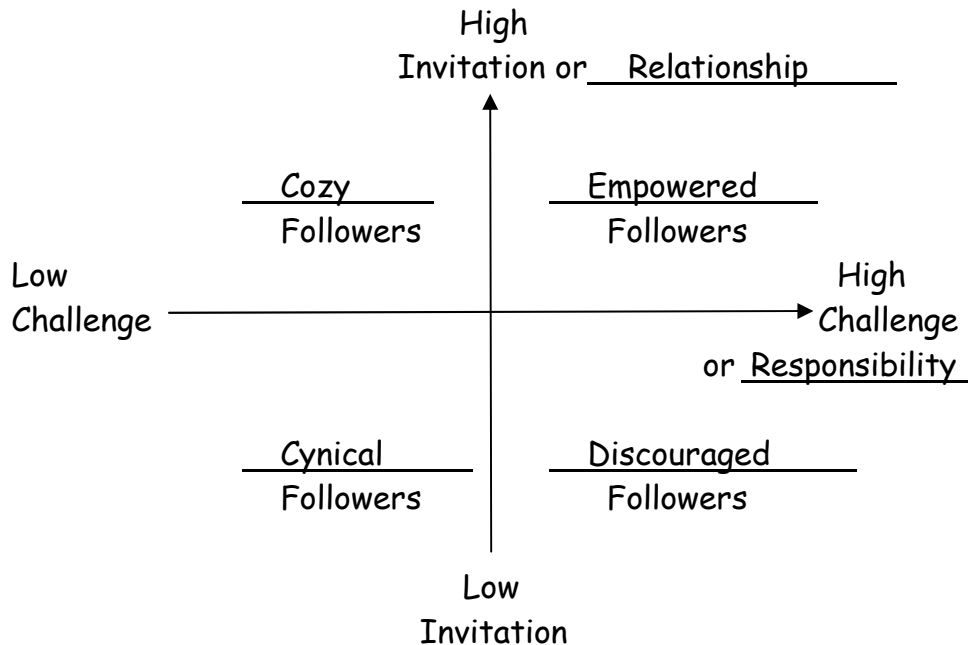 High
Invitation or Relationship
Cozy Empowered
Followers Followers
Low High
Challenge Challenge
or Responsibility
Cynical Discouraged
Followers Followers
Low
Invitation